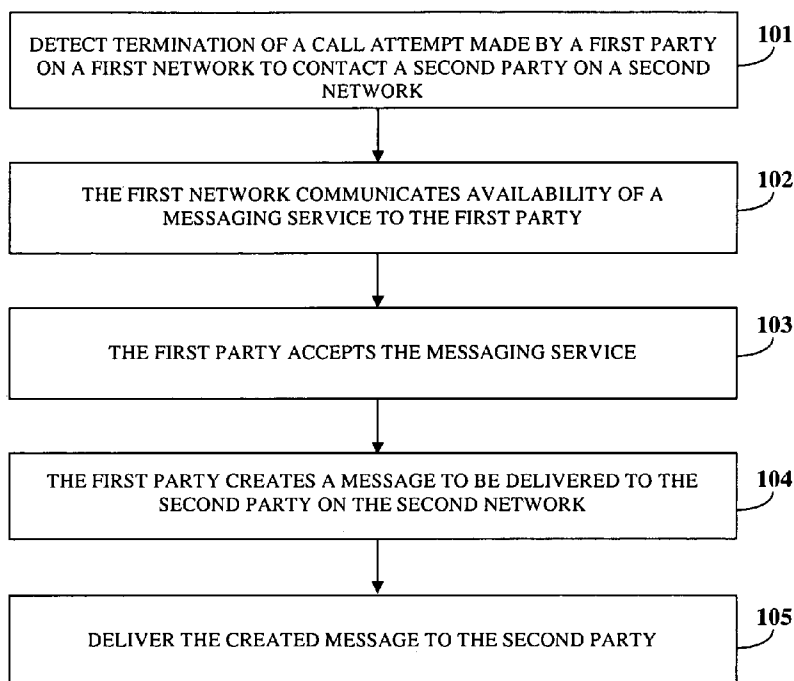 DETECT TERMINATION OF A CALL ATTEMPT MADE BY A FIRST PARTY
ON A FIRST NETWORK TO CONTACT A SECOND PARTY ON A SECOND
NETWORK
101
THE FIRST NETWORK COMMUNICATES AVAILABILITY OF A
MESSAGING SERVICE TO THE FIRST PARTY
102
THE FIRST PARTY ACCEPTS THE MESSAGING SERVICE
103
THE FIRST PARTY CREATES A MESSAGE TO BE DELIVERED TO THE
SECOND PARTY ON THE SECOND NETWORK
104
DELIVER THE CREATED MESSAGE TO THE SECOND PARTY
105